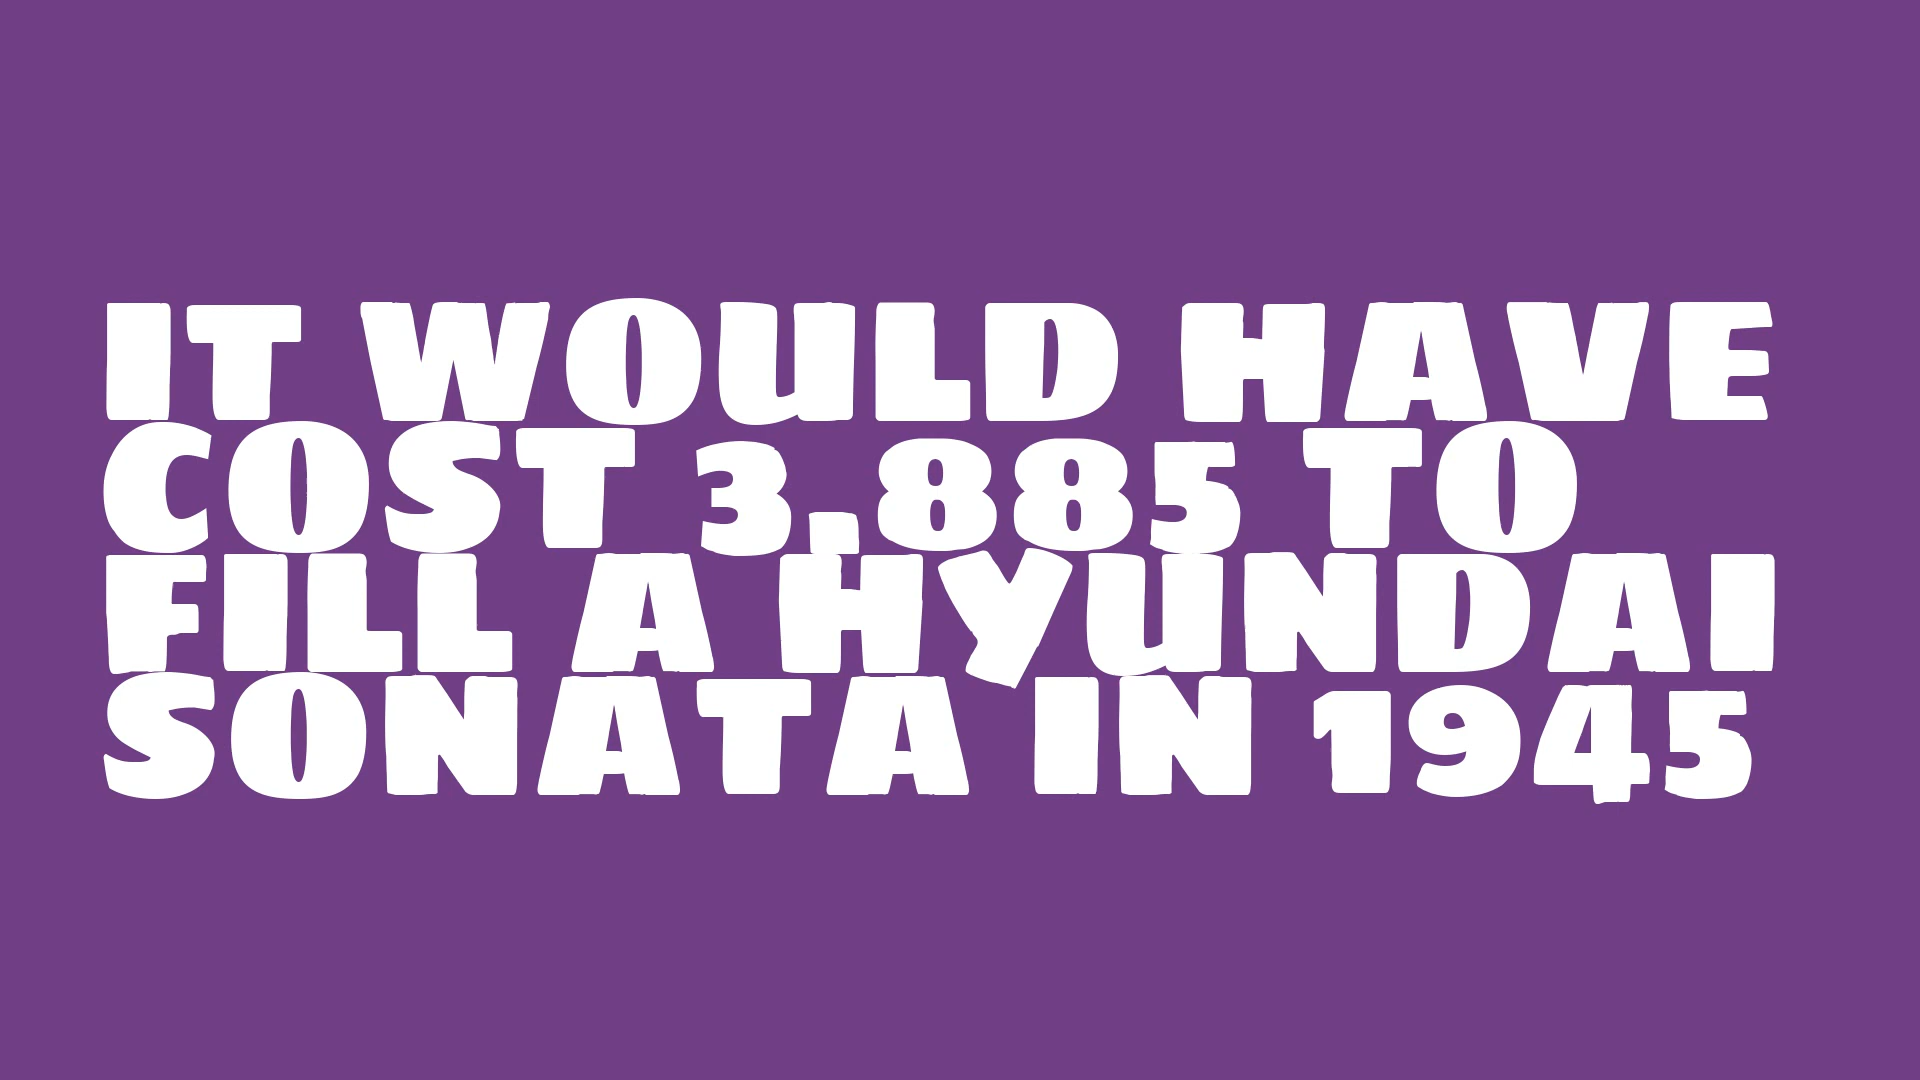 IT WOULD HAVE
COST 3,885 TO
FILL A HYUNDAI
SONATA IN 1945